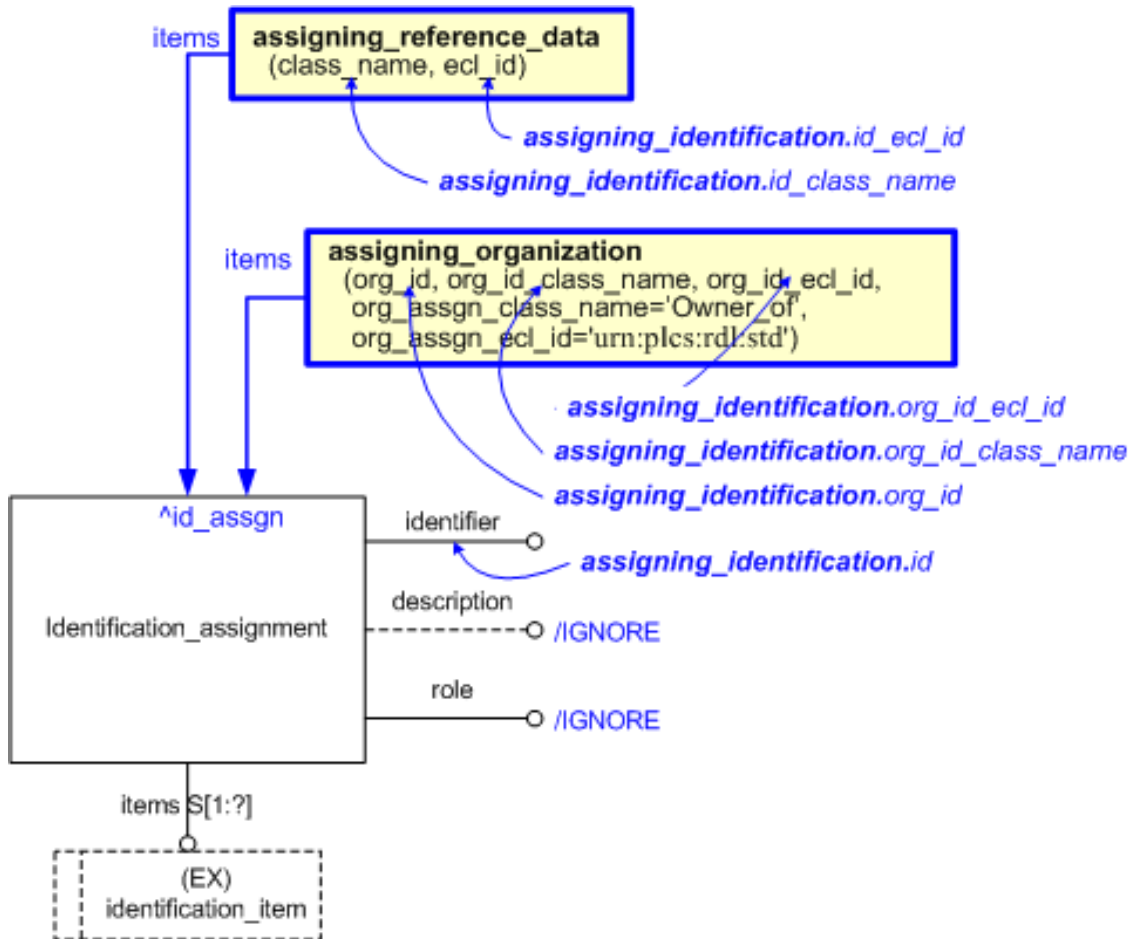 items
assigning_reference_data
(class_name, ecl_id)
assigning_identification.id_ecl_id
assigning_identification.id_class_name
items
assigning_organization
(org_id, org_id_class_name, org_id_ecl_id,
org_assgn_class_name='Owner_of',
org_assgn_ecl_id='urn:plcs:rdl:std')
assigning_identification.org_id_ecl_id
assigning_identification.org_id_class_name
assigning_identification.org_id
^id_assgn
identifier
assigning_identification.id
description
Identification_assignment
/IGNORE
role
/IGNORE
items S[1:?]
(EX)
identification_item